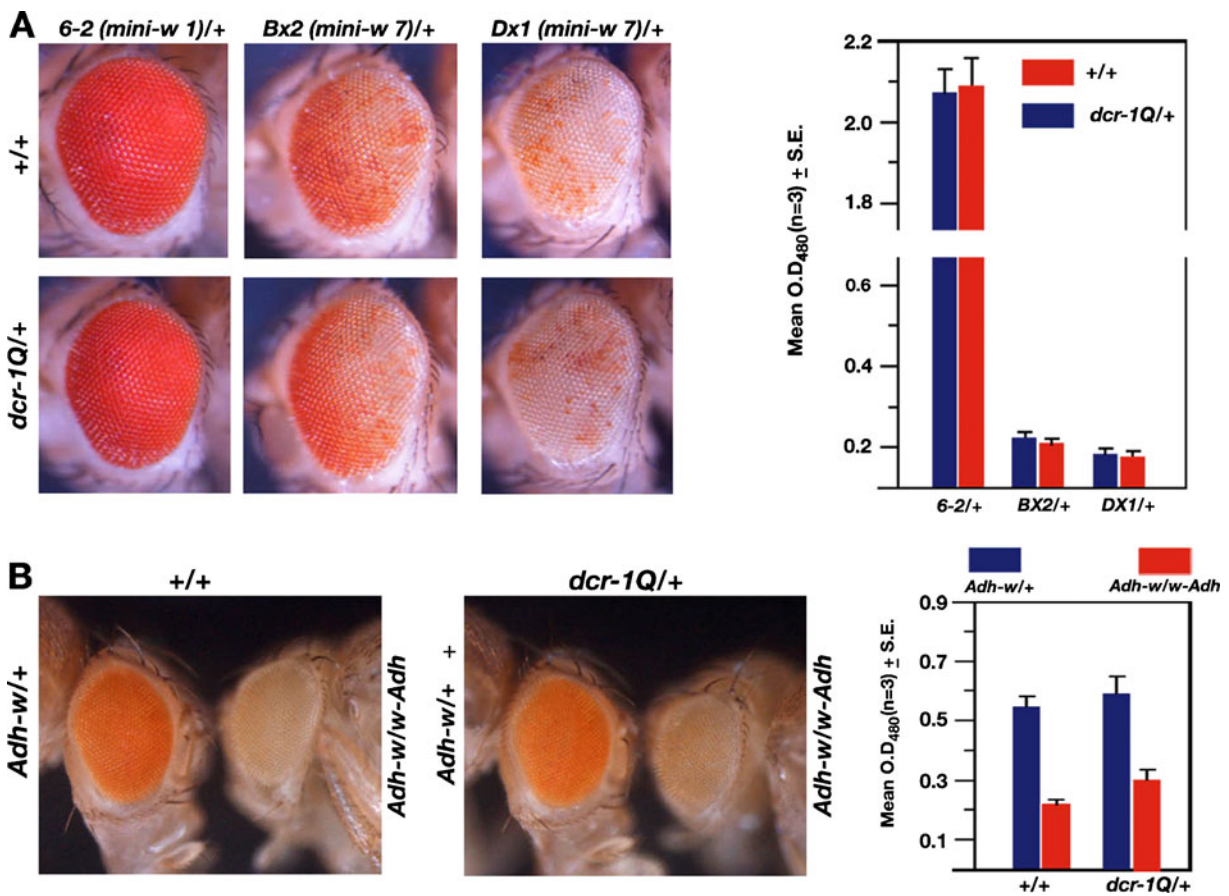 A
6-2 (mini-w 1)/+
Bx2 (mini-w 7)/+
Dx1 (mini-w 7)/+
+/+
dcr-1Q/+
Mean O.D480(n=3) ± S.E.
2.2
2.0
1.8
0.6
0.4
0.2
+/+
dcr-1Q/+
6-2/+
BX2/+
DX1/+
B
+/+
dcr-1Q/+
Adh-w/+
Adh-w/w-Adh
Adh-w/+ +
Adh-w/w-Adh
Adh-w/+
Adh-w/w-Adh
Mean O.D480(n=3) ± S.E.
0.9
0.7
0.5
0.3
0.1
+/+
dcr-1Q/+